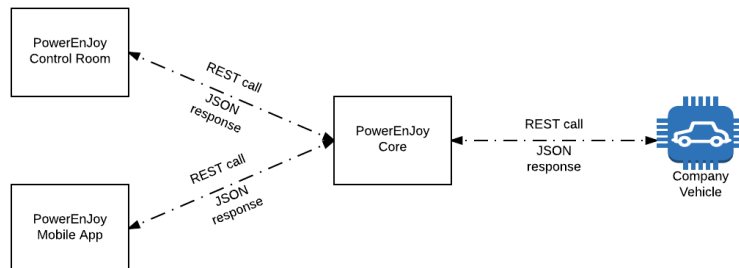 PowerEnJoy
Control Room
REST call
JSON
response
PowerEnJoy
Core
REST call
JSON
response
Company
Vehicle
REST call
JSON
response
PowerEnJoy
Mobile App